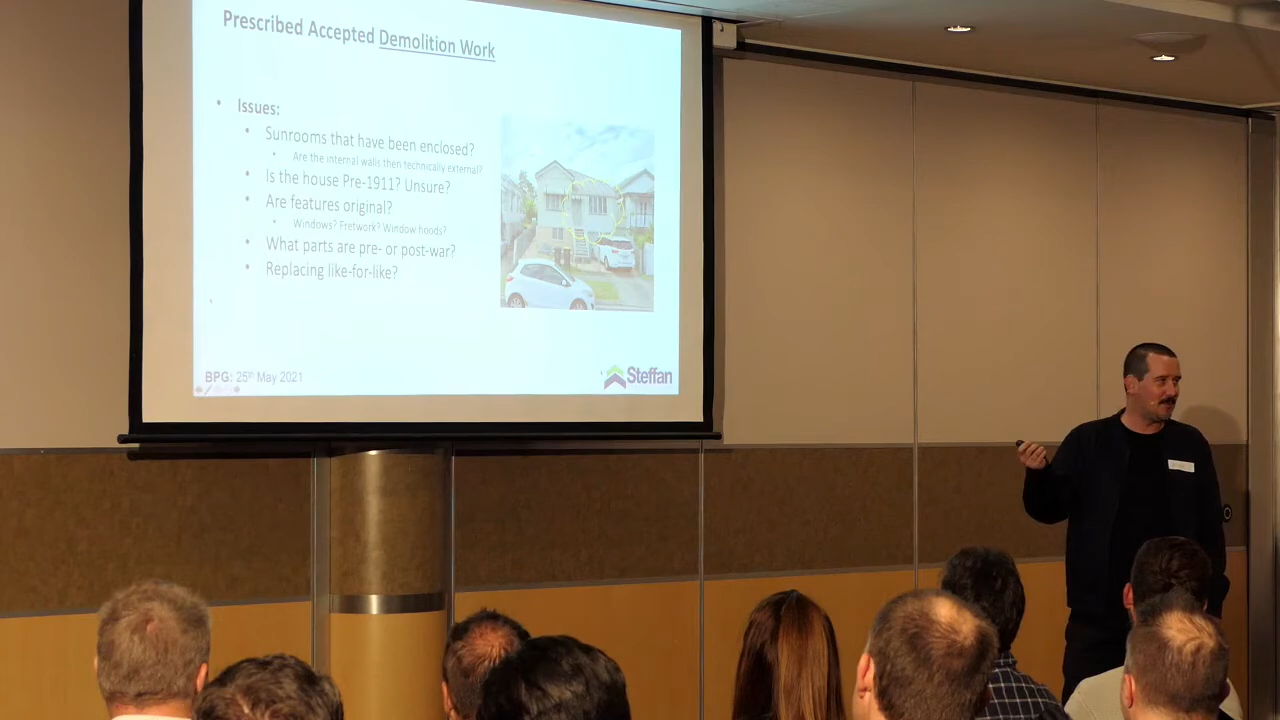 Prescribed Accepted Demolition Work
• Issues:
• Sunrooms that have been enclosed?
• Are the internal walls then technically external?
• Is the house Pre-1911? Unsure?
• Are features original?
• Windows? Fretwork? Window hoods?
• What parts are pre- or post-war?
• Replacing like-for-like?
BPG: 25th May 2021
Steffan